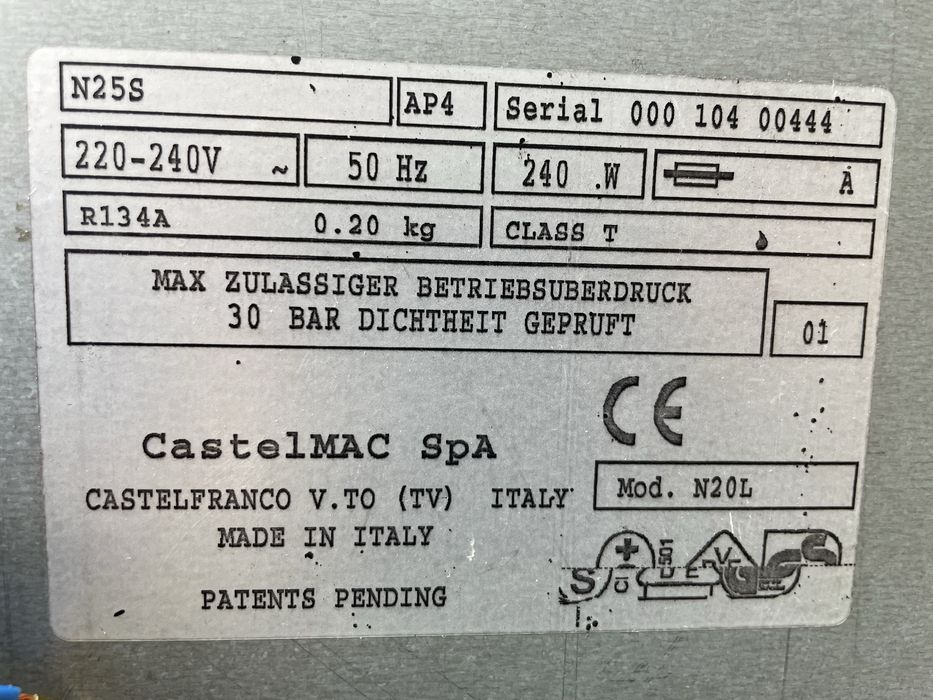 N25S AP4 Serial 000 104 00444
220-240V ~ 50 Hz 240 .W A
R134A 0.20 kg CLASS T
MAX ZULASSIGER BETRIEBSUBERDRUCK
30 BAR DICHTHEIT GEPRUFT
01
CE
CastelMAC SpA
Mod. N20L
CASTELFRANCO V.TO (TV) ITALY
MADE IN ITALY
PATENTS PENDING